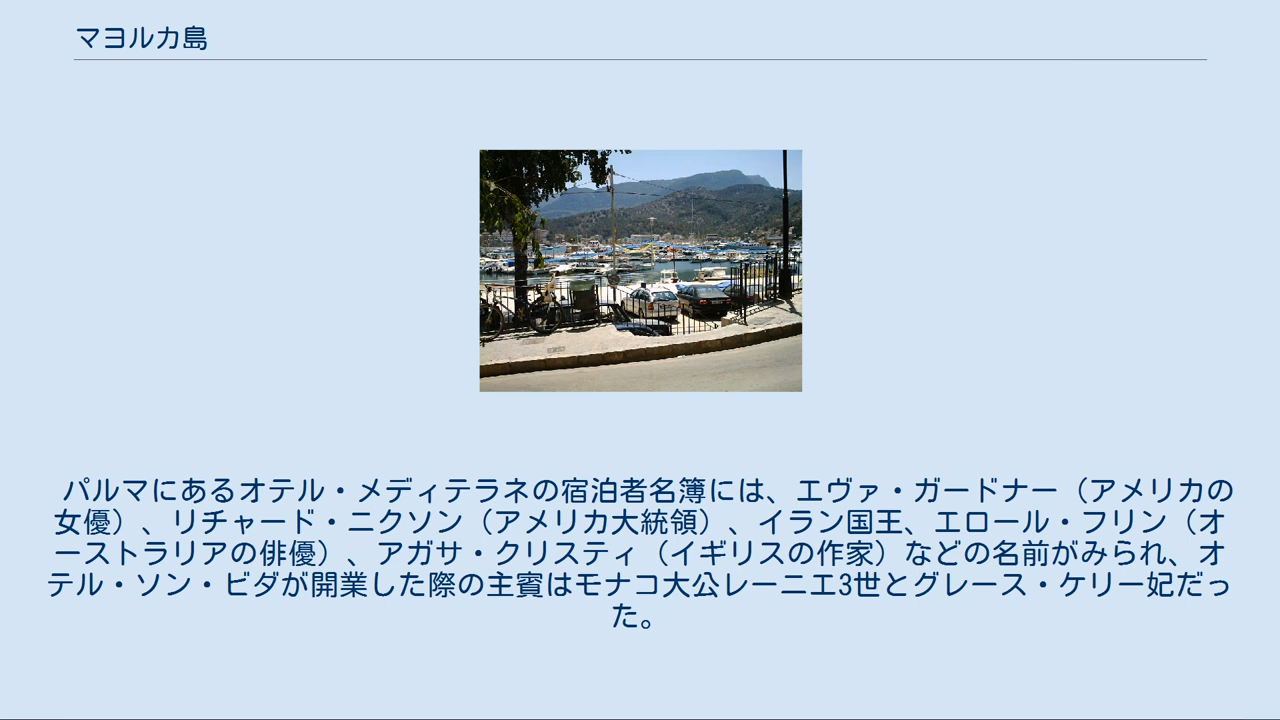 マヨルカ島
パルマにあるオテル・メディテラネの宿泊者名簿には、エヴァ・ガードナー（アメリカの
女優）、リチャード・ニクソン（アメリカ大統領）、イラン国王、エロール・フリン（オ
ーストラリアの俳優）、アガサ・クリスティ（イギリスの作家）などの名前がみられ、オ
テル・ソン・ビダが開業した際の主賓はモナコ大公レーニエ3世とグレース・ケリー妃だっ
た。